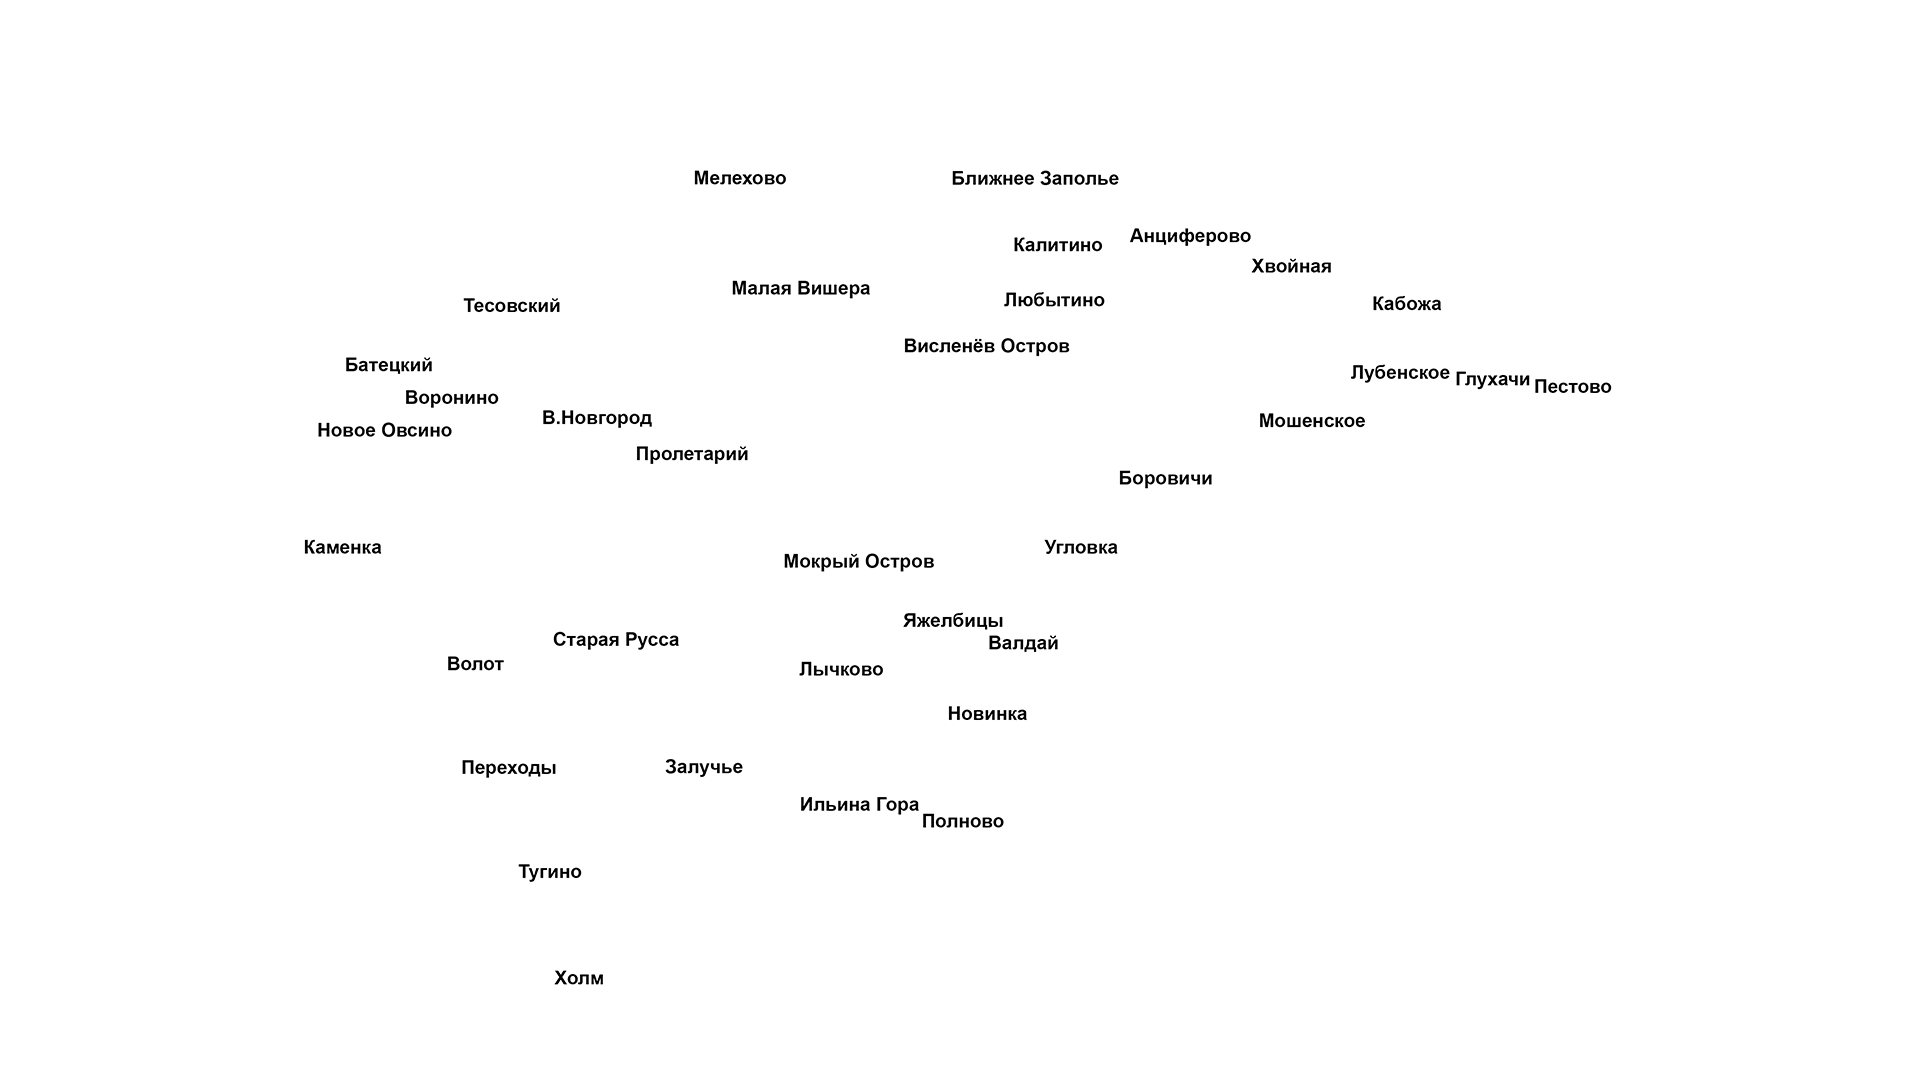 Мелехово
Ближнее Заполье
Анциферово
Калитино
Хвойная
Малая Вишера
Любытино
Кабожа
Тесовский
Висленёв Остров
Батецкий
Лубенское
Глухачи
Пестово
Воронино
В.Новгород
Мошенское
Новое Овсино
Пролетарий
Боровичи
Каменка
Угловка
Мокрый Остров
Яжелбицы
Старая Русса
Валдай
Волот
Лычково
Новинка
Переходы
Залучье
Ильина Гора
Полново
Тугино
Холм